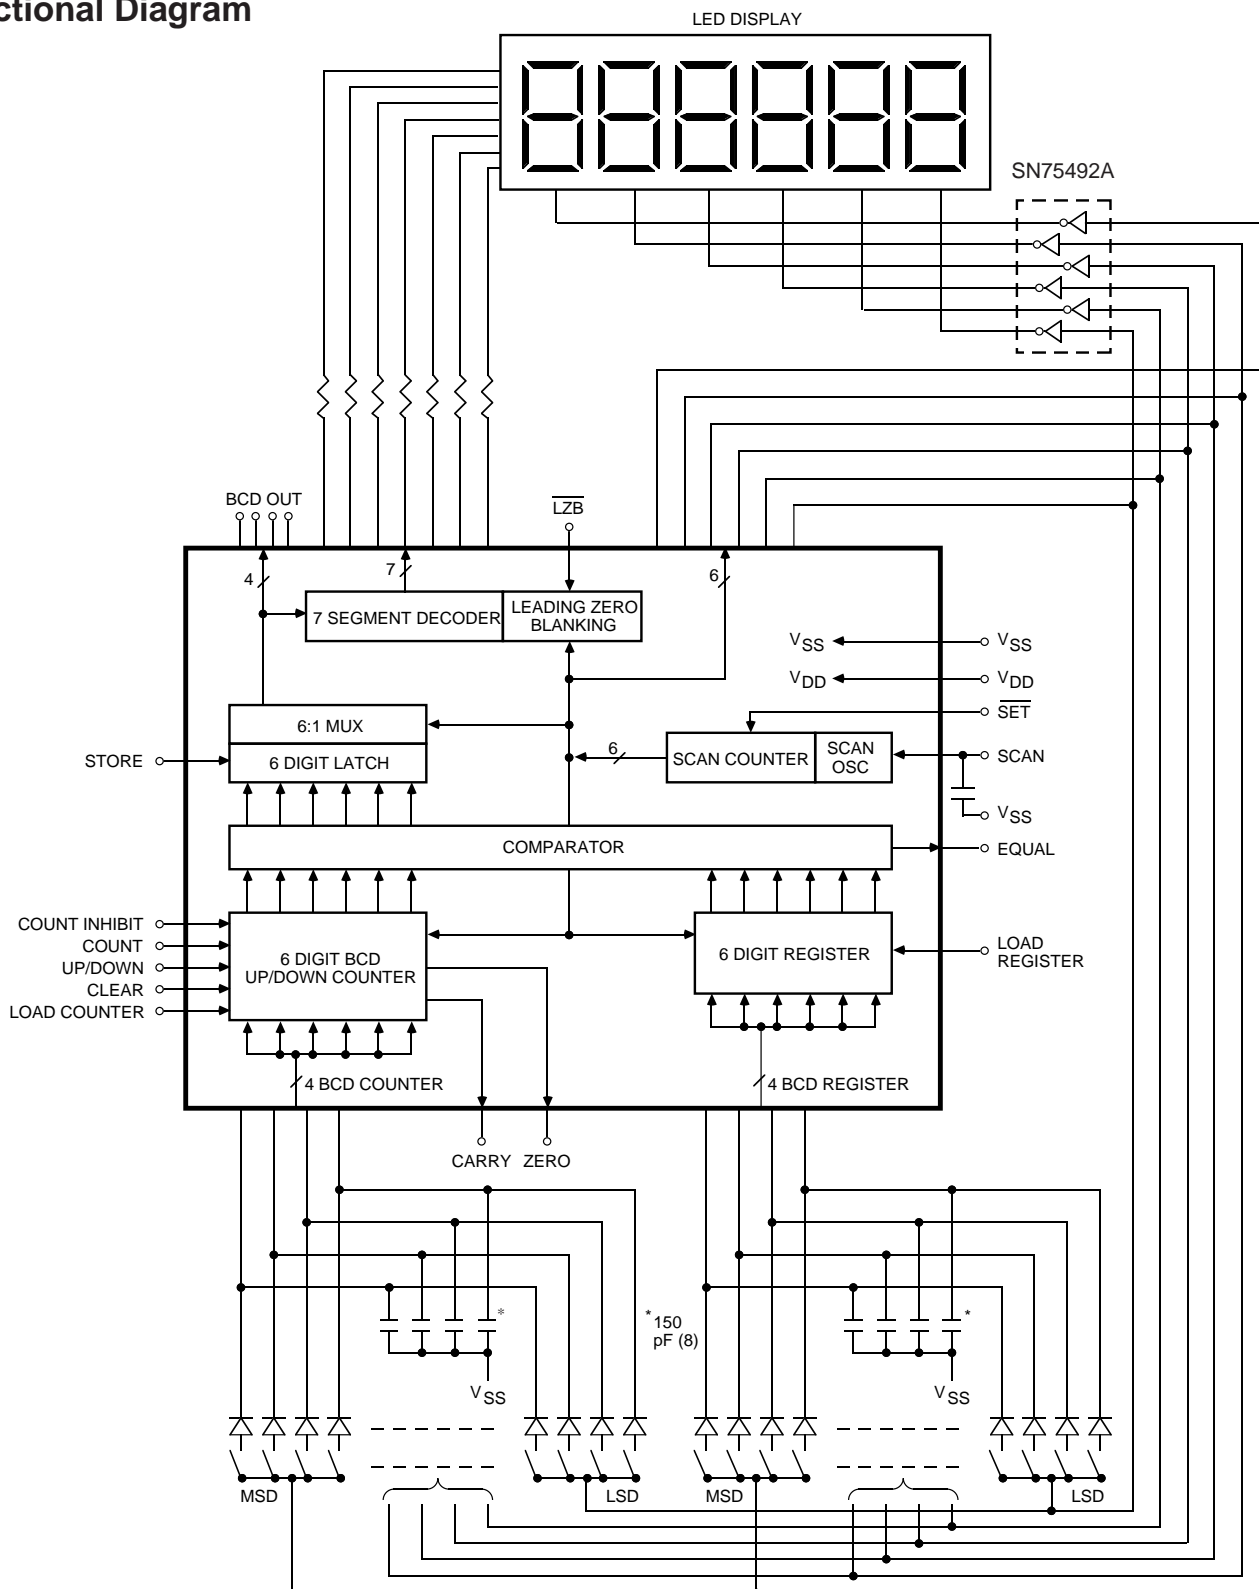 ctional Diagram
LED DISPLAY
SN75492A
BCD OUT
LZB
4
7
6
7 SEGMENT DECODER
LEADING ZERO
BLANKING
VSS
VSS
VDD
VDD
SET
6:1 MUX
6 DIGIT LATCH
STORE
6
SCAN COUNTER
SCAN
OSC
SCAN
VSS
COMPARATOR
EQUAL
COUNT INHIBIT
COUNT
UP/DOWN
CLEAR
LOAD COUNTER
6 DIGIT BCD
UP/DOWN COUNTER
6 DIGIT REGISTER
LOAD
REGISTER
4 BCD COUNTER
4 BCD REGISTER
CARRY
ZERO
*
*150
pF (8)
*
VSS
VSS
MSD
LSD
MSD
LSD